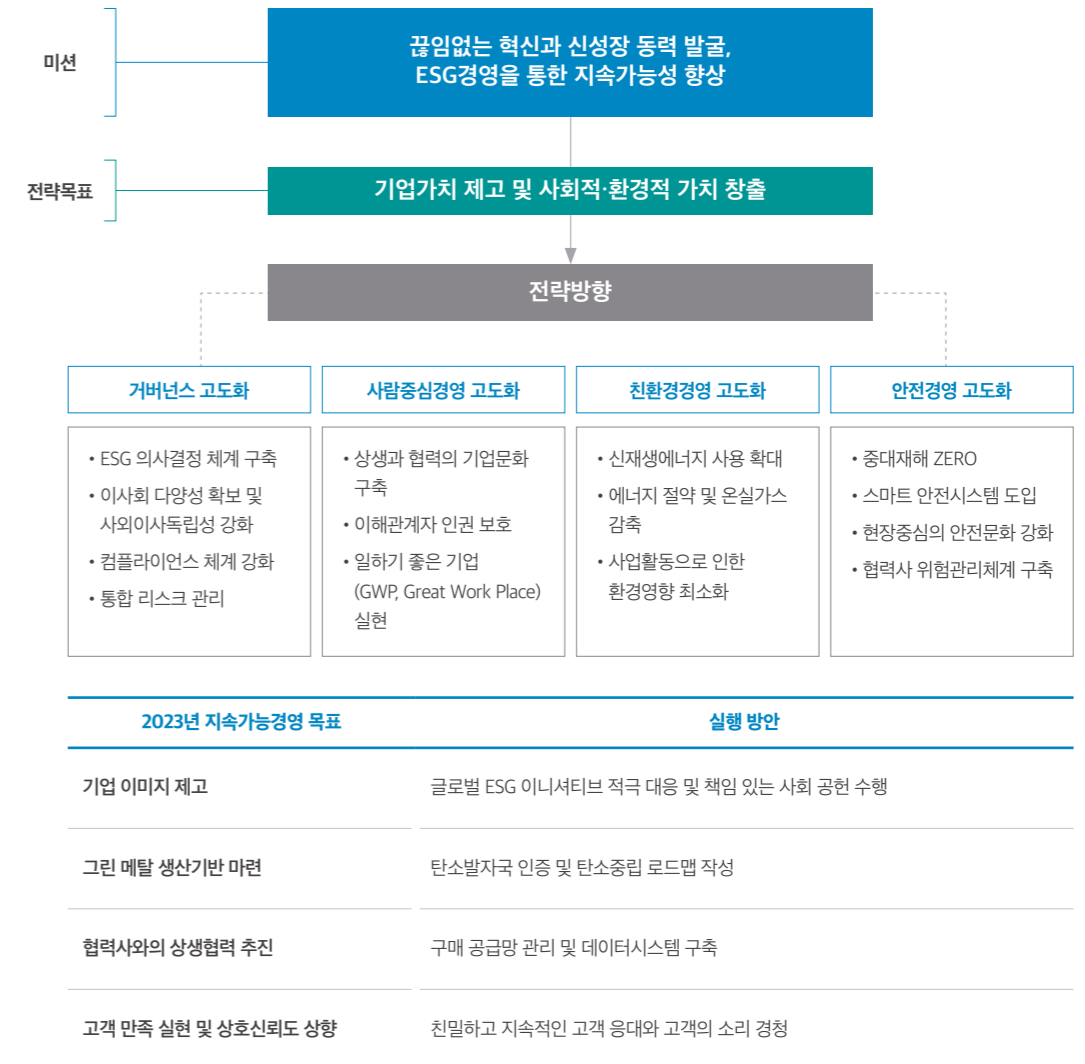 미션
끊임없는 혁신과 신성장 동력 발굴,
ESG경영을 통한 지속가능성 향상
전략목표
기업가치 제고 및 사회적·환경적 가치 창출
전략방향
거버넌스 고도화
• ESG 의사결정 체계 구축
• 이사회 다양성 확보 및
사외이사독립성 강화
• 컴플라이언스 체계 강화
• 통합 리스크 관리
사람중심경영 고도화
• 상생과 협력의 기업문화
구축
• 이해관계자 인권 보호
• 일하기 좋은 기업
(GWP, Great Work Place)
실현
친환경경영 고도화
• 신재생에너지 사용 확대
• 에너지 절약 및 온실가스
감축
• 사업활동으로 인한
환경영향 최소화
안전경영 고도화
• 중대재해 ZERO
• 스마트 안전시스템 도입
• 현장중심의 안전문화 강화
• 협력사 위험관리체계 구축
2023년 지속가능경영 목표 실행 방안
기업 이미지 제고 글로벌 ESG 이니셔티브 적극 대응 및 책임 있는 사회 공헌 수행
그린 메탈 생산기반 마련 탄소발자국 인증 및 탄소중립 로드맵 작성
협력사와의 상생협력 추진 구매 공급망 관리 및 데이터시스템 구축
고객 만족 실현 및 상호신뢰도 상향 친밀하고 지속적인 고객 응대와 고객의 소리 경청